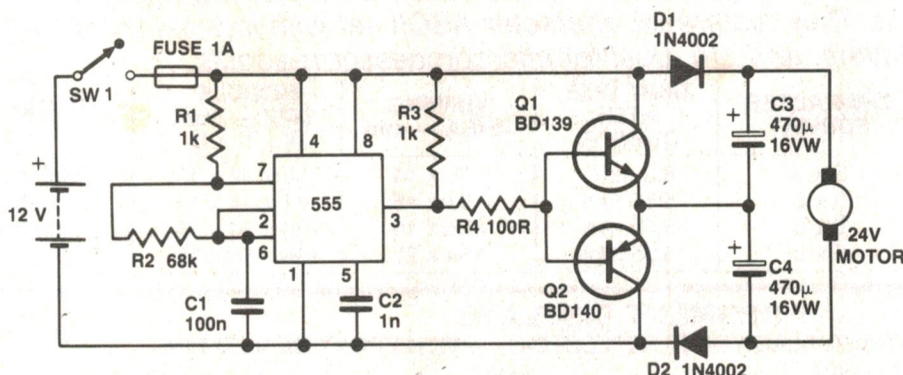 D1
1N4002
FUSE 1A
SW 1
R1
1k
R3
1k
Q1
BD139
C3
470μ
16VW
+
+
12 V
4
8
7
2
6
555
3
1
5
R4 100R
R2 68k
24V
MOTOR
+
C4
470μ
16VW
C1
100n
C2
1n
Q2
BD140
D2 1N4002